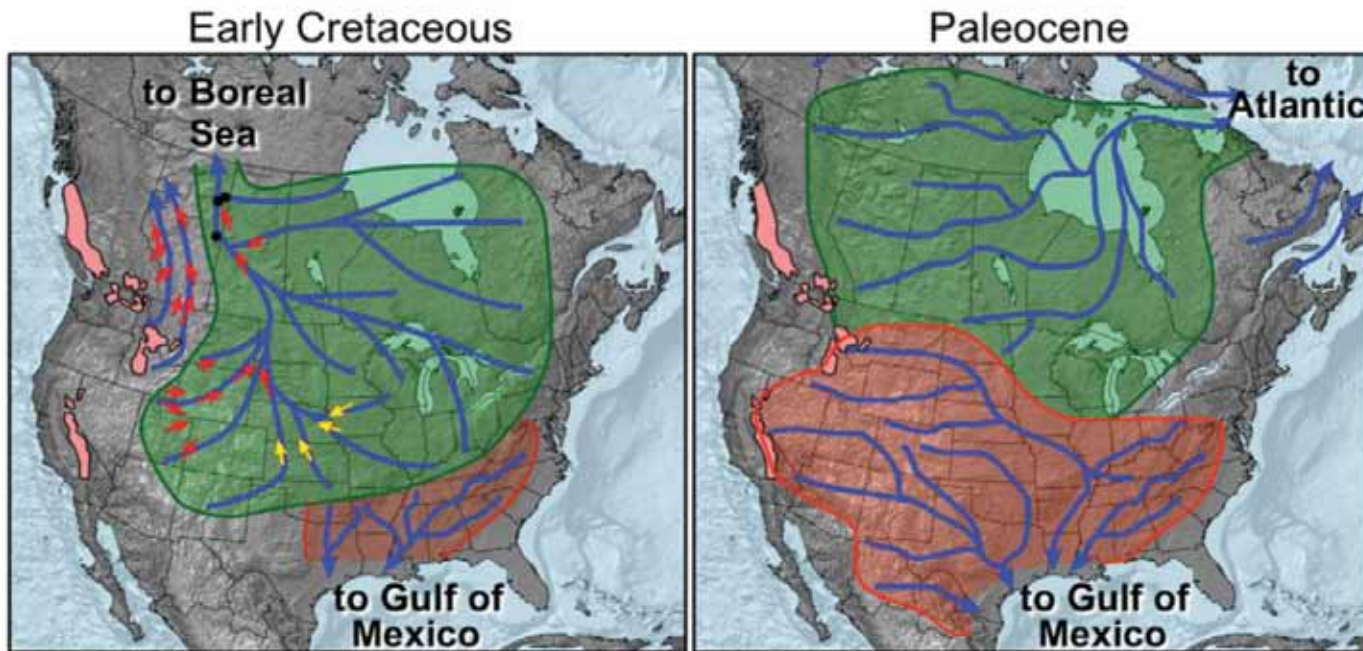 Early Cretaceous
to Boreal
Sea
to Gulf of
Mexico
Paleocene
to
Atlantic
to Gulf of
Mexico